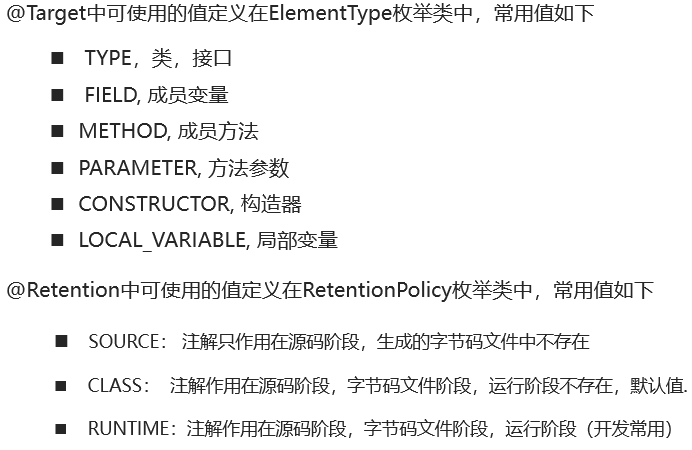 @Target中可使用的值定义在ElementType枚举类中，常用值如下
■ TYPE，类，接口
■ FIELD, 成员变量
■ METHOD, 成员方法
■ PARAMETER, 方法参数
■ CONSTRUCTOR, 构造器
■ LOCAL_VARIABLE, 局部变量
@Retention中可使用的值定义在RetentionPolicy枚举类中，常用值如下
■ SOURCE： 注解只作用在源码阶段，生成的字节码文件中不存在
■ CLASS： 注解作用在源码阶段，字节码文件阶段，运行阶段不存在，默认值.
■ RUNTIME：注解作用在源码阶段，字节码文件阶段，运行阶段（开发常用）